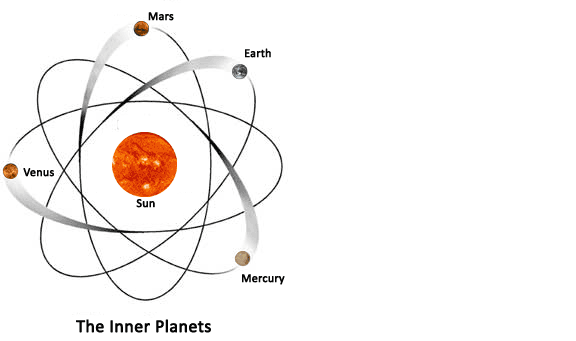 Mars
Earth
Venus
Sun
Mercury
The Inner Planets